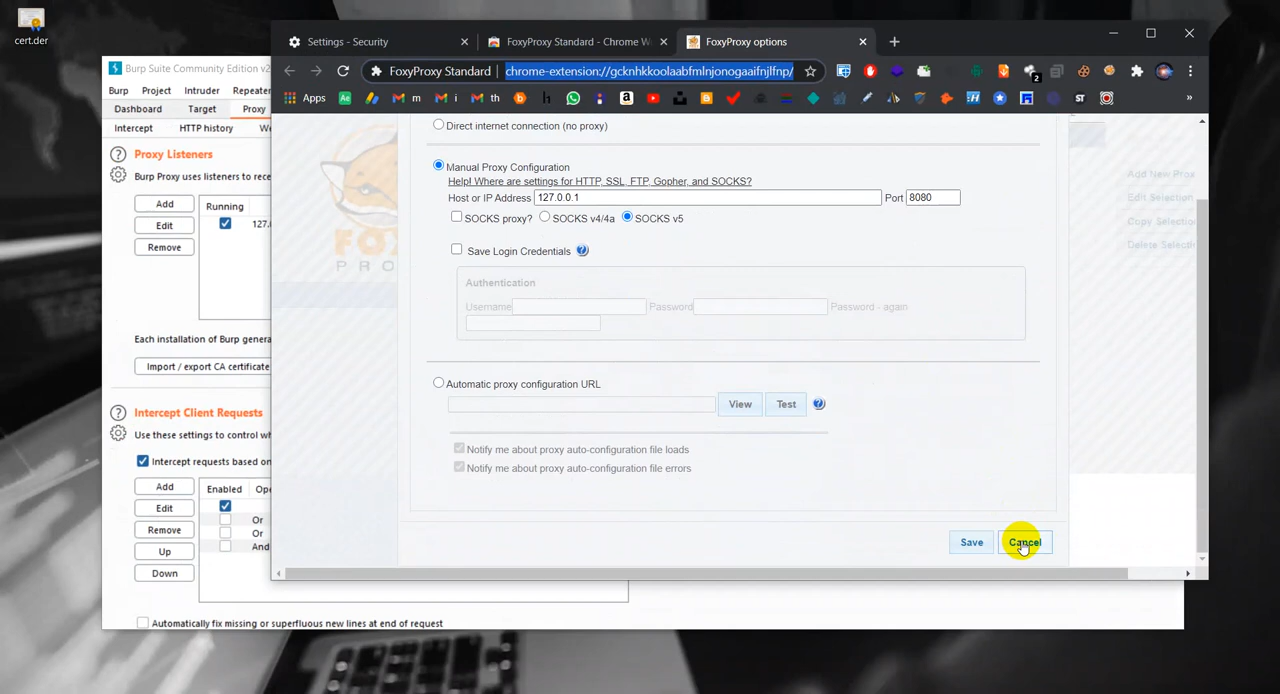 cert.der
Settings - Security
FoxyProxy Standard - Chrome W
FoxyProxy options
FoxyProxy Standard
chrome-extension://gcknhkkoolaabfmlnjonogaaifnjlfnp/
2
Apps
m
i
th
Burp Suite Community Edition v2
Burp Project Intruder Repeater
Dashboard Target Proxy
Intercept HTTP history We
Proxy Listeners
Burp Proxy uses listeners to rece
Add
Edit
Remove
Running
127.
Each installation of Burp genera
Import / export CA certificate
Intercept Client Requests
Use these settings to control wh
Intercept requests based on
Add
Edit
Remove
Up
Down
Enabled Ope
Or
Or
And
Automatically fix missing or superfluous new lines at end of request
Direct internet connection (no proxy)
Manual Proxy Configuration
Help! Where are settings for HTTP, SSL, FTP, Gopher, and SOCKS?
Host or IP Address 127.0.0.1 Port 8080
SOCKS proxy? SOCKS v4/4a SOCKS v5
Save Login Credentials
Authentication
Username Password Password - again
Automatic proxy configuration URL
View Test
Notify me about proxy auto-configuration file loads
Notify me about proxy auto-configuration file errors
Save Cancel
Add New Prox
Edit Selection
Copy Selectio
Delete Selectio